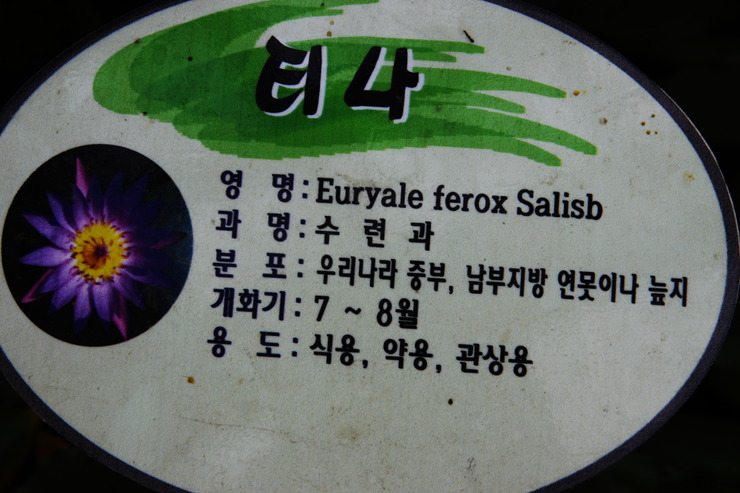 티나
영 명 : Euryale ferox Salisb
과 명 : 수 련 과
분 포 : 우리나라 중부, 남부지방 연못이나 늪지
개화기 : 7 ~ 8월
용 도 : 식용, 약용, 관상용